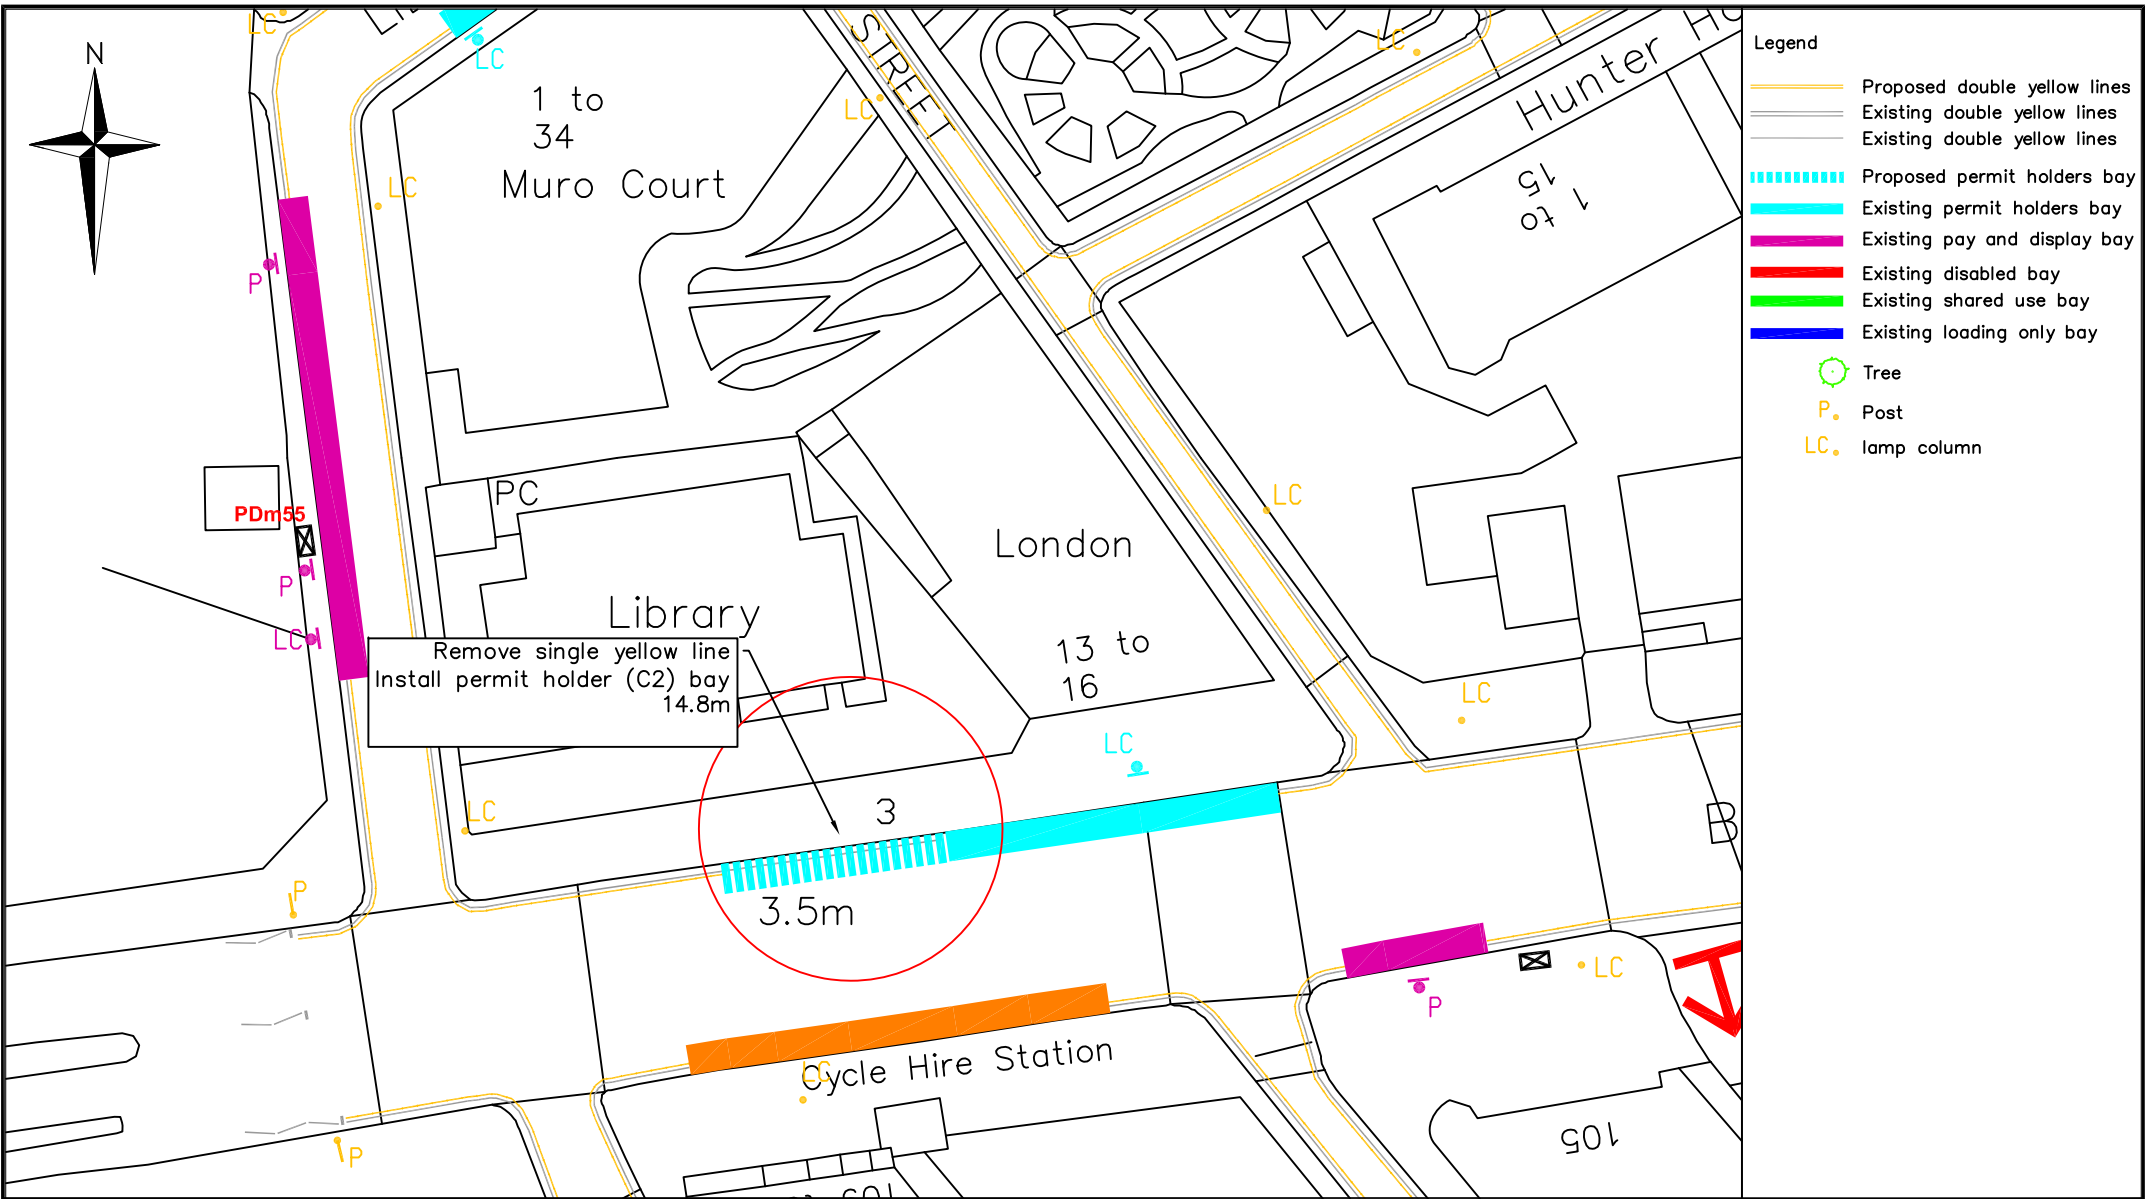 N
LC
LC
1 to
34
Muro Court
LC
STREET
LC
LC
Hunter
15
1 to
P
PDm55
P
LC
PC
Library
London
13 to
16
LC
LC
LC
Remove single yellow line
Install permit holder (C2) bay
14.8m
LC
3
3.5m
P
B
P
LC
Cycle Hire Station
LC
P
105
Legend
Proposed double yellow lines
Existing double yellow lines
Existing double yellow lines
Proposed permit holders bay
Existing permit holders bay
Existing pay and display bay
Existing disabled bay
Existing shared use bay
Existing loading only bay
Tree
P. Post
LC. lamp column